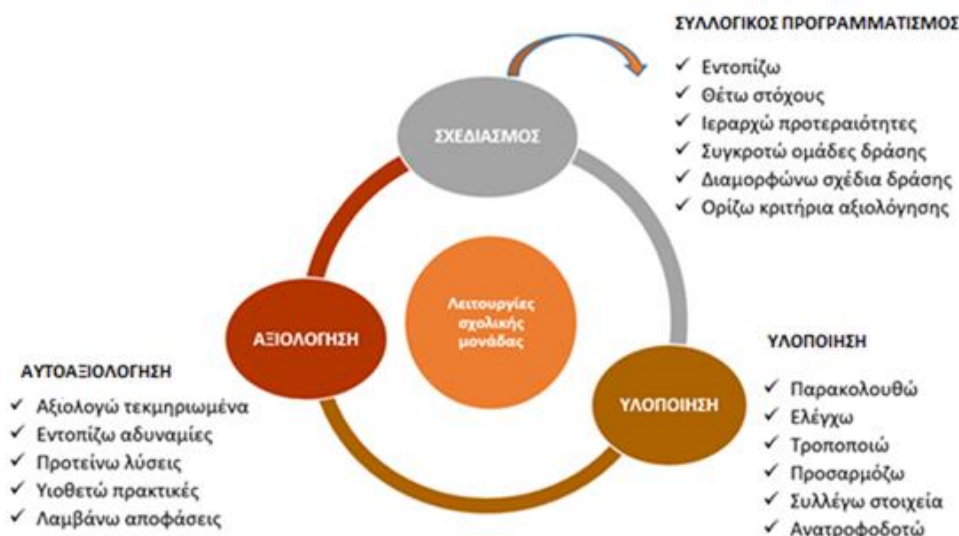 ΣΥΛΛΟΓΙΚΟΣ ΠΡΟΓΡΑΜΜΑΤΙΣΜΟΣ
✓ Εντοπίζω
✓ Θέτω στόχους
✓ Ιεραρχώ προτεραιότητες
✓ Συγκροτώ ομάδες δράσης
✓ Διαμορφώνω σχέδια δράσης
✓ Ορίζω κριτήρια αξιολόγησης
ΣΧΕΔΙΑΣΜΟΣ
Λειτουργίες
σχολικής
μονάδας
ΑΞΙΟΛΟΓΗΣΗ
ΥΛΟΠΟΙΗΣΗ
ΥΛΟΠΟΙΗΣΗ
✓ Παρακολουθώ
✓ Ελέγχω
✓ Τροποποιώ
✓ Προσαρμόζω
✓ Συλλέγω στοιχεία
✓ Ανατροφοδοτώ
ΑΥΤΟΑΞΙΟΛΟΓΗΣΗ
✓ Αξιολογώ τεκμηριωμένα
✓ Εντοπίζω αδυναμίες
✓ Προτείνω λύσεις
✓ Υιοθετώ πρακτικές
✓ Λαμβάνω αποφάσεις